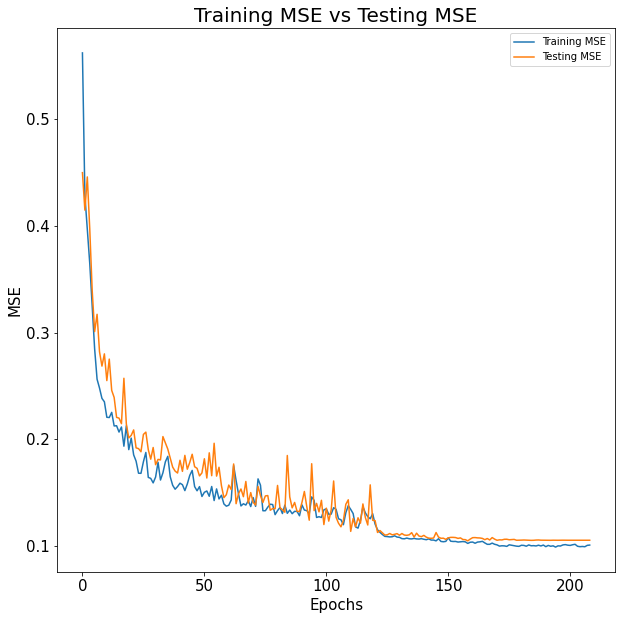 Training MSE vs Testing MSE
Training MSE
Testing MSE
0.5
0.4
0.3
0.2
0.1
MSE
0 50 100 150 200
Epochs